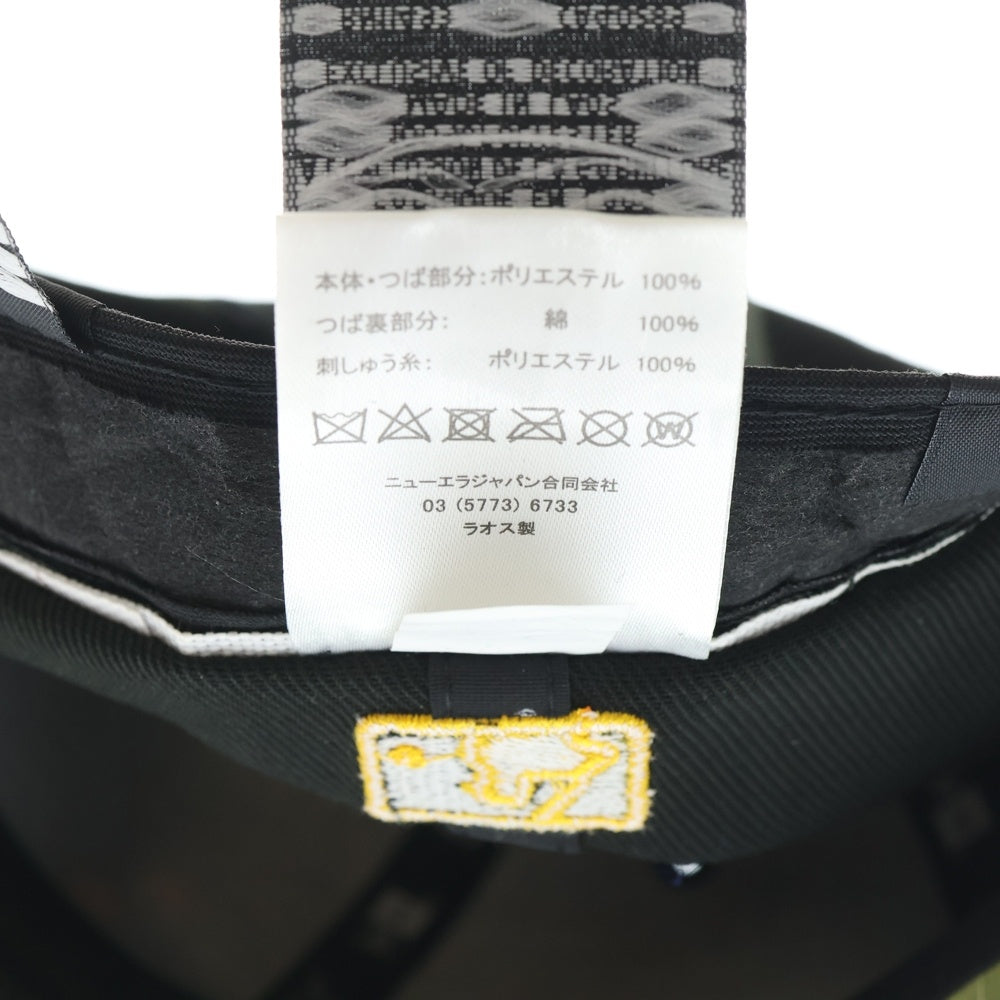 本体・つば部分:ポリエステル 100%
つば裏部分: 綿 100%
刺しゅう糸: ポリエステル 100%
ニューエラジャパン合同会社
03 (5773) 6733
ラオス製